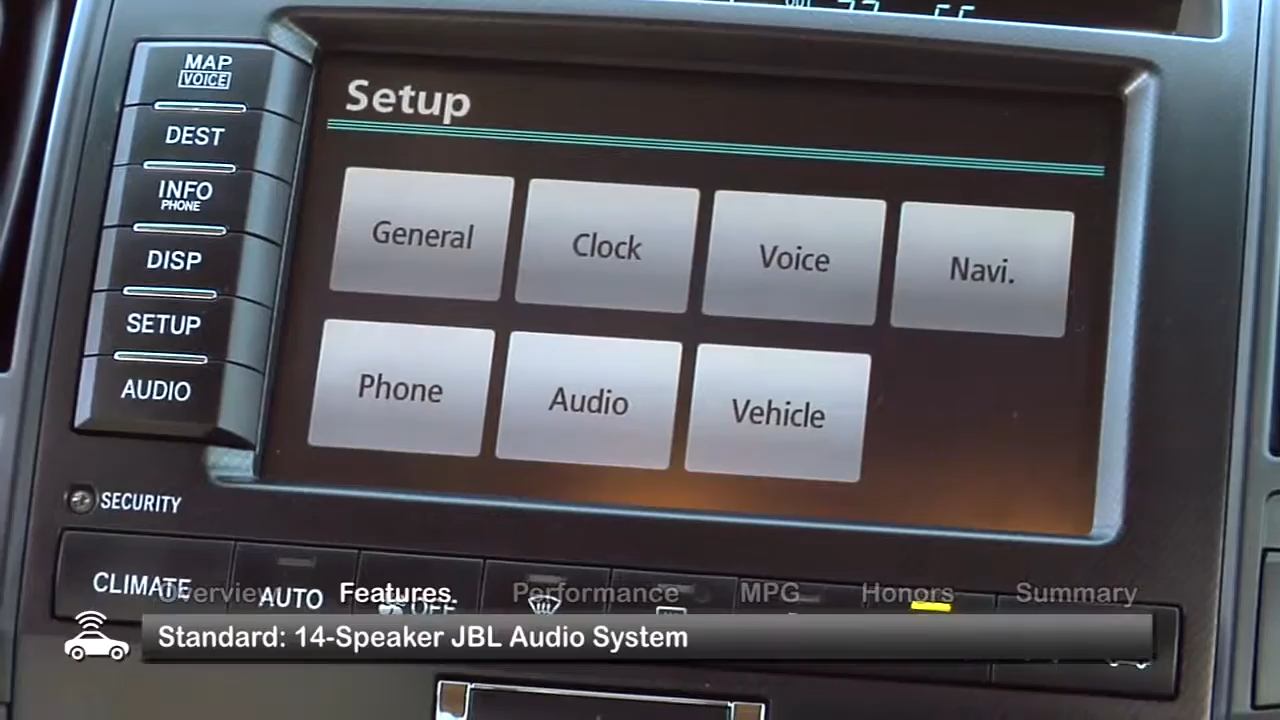 MAP
VOICE
DEST
INFO
PHONE
DISP
SETUP
AUDIO
Setup
General Clock Voice Navi.
Phone Audio Vehicle
SECURITY
CLIMATE AUTO OFF
Overview Features Performance MPG Honors Summary
Standard: 14-Speaker JBL Audio System